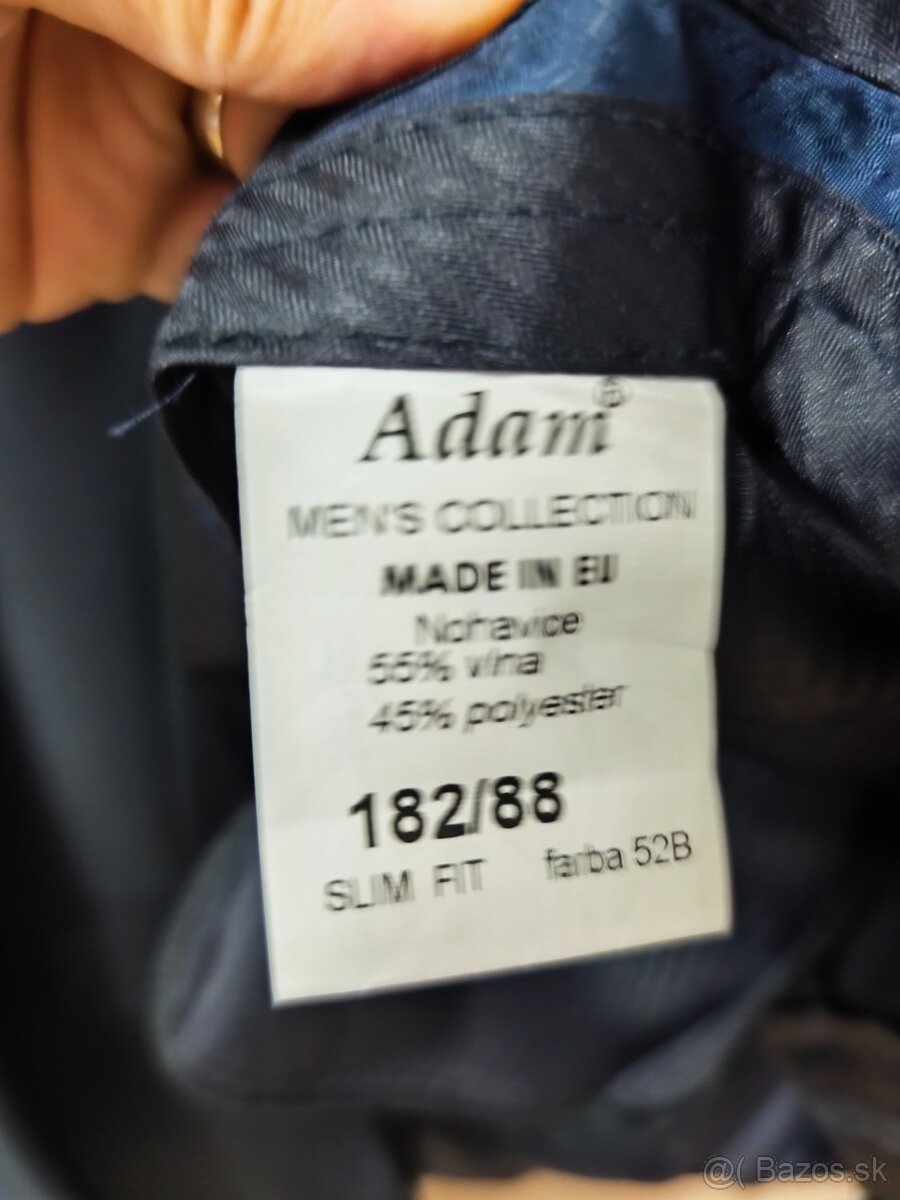 Adam®
MEN'S COLLECTION
MADE IN EU
Nohavice
55% vlna
45% polyester
182/88
SLIM FIT farba 52B
@( Bazos.sk